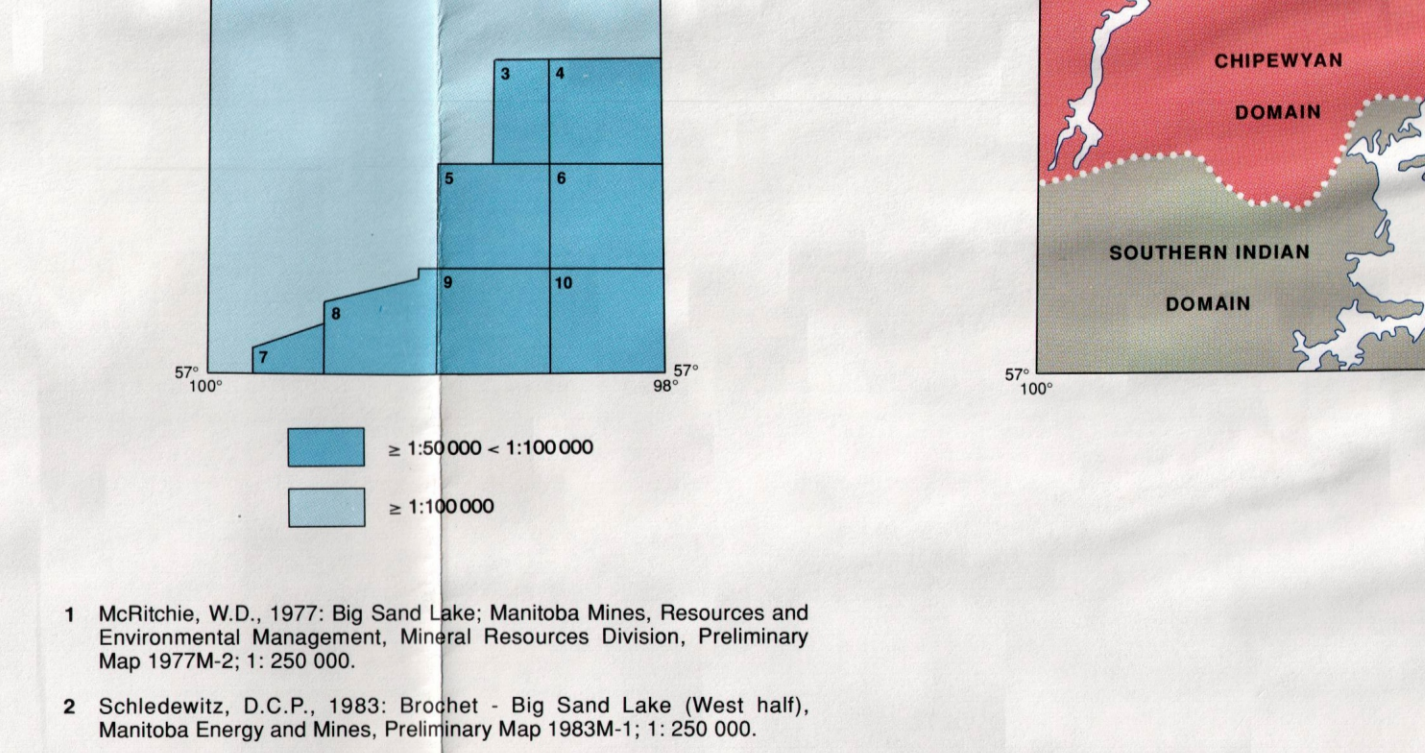 3
4
5
6
9
10
8
7
57°
100°
57°
98°
≥ 1:50 000 < 1:100 000
≥ 1:100 000
1 McRitchie, W.D., 1977: Big Sand Lake; Manitoba Mines, Resources and
Environmental Management, Mineral Resources Division, Preliminary
Map 1977M-2; 1: 250 000.
2 Schledewitz, D.C.P., 1983: Brochet - Big Sand Lake (West half),
Manitoba Energy and Mines, Preliminary Map 1983M-1; 1: 250 000.
CHIPEWYAN
DOMAIN
SOUTHERN INDIAN
DOMAIN
57°
100°